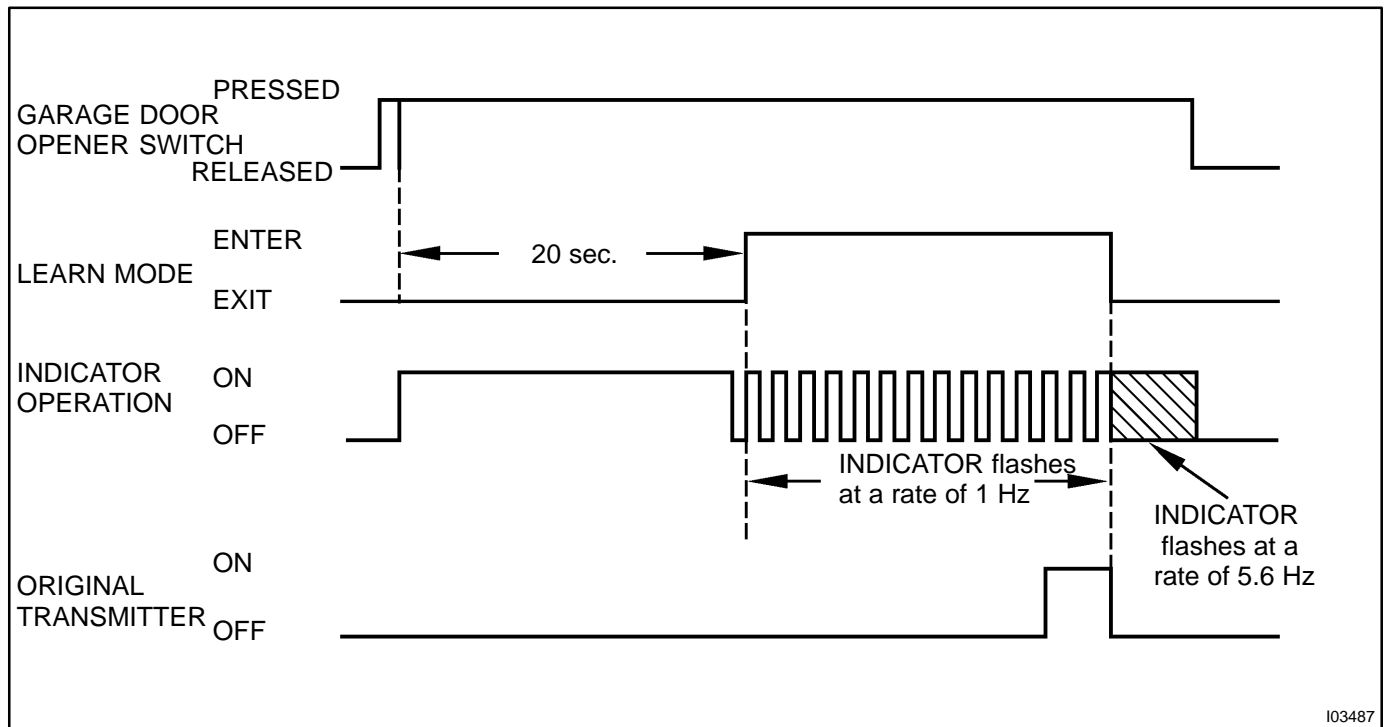 PRESSED
GARAGE DOOR
OPENER SWITCH
RELEASED
ENTER
20 sec.
LEARN MODE
EXIT
INDICATOR
OPERATION
ON
OFF
INDICATOR flashes
at a rate of 1 Hz
INDICATOR
flashes at a
rate of 5.6 Hz
ON
ORIGINAL
TRANSMITTER
OFF
I03487